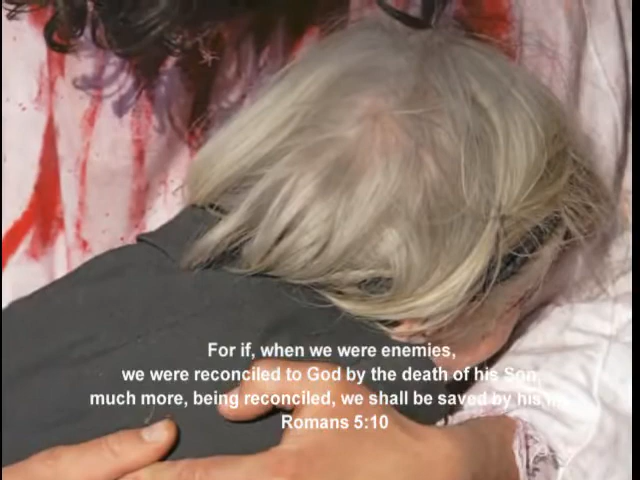 For if, when we were enemies,
we were reconciled to God by the death of his Son,
much more, being reconciled, we shall be saved by his
Romans 5:10